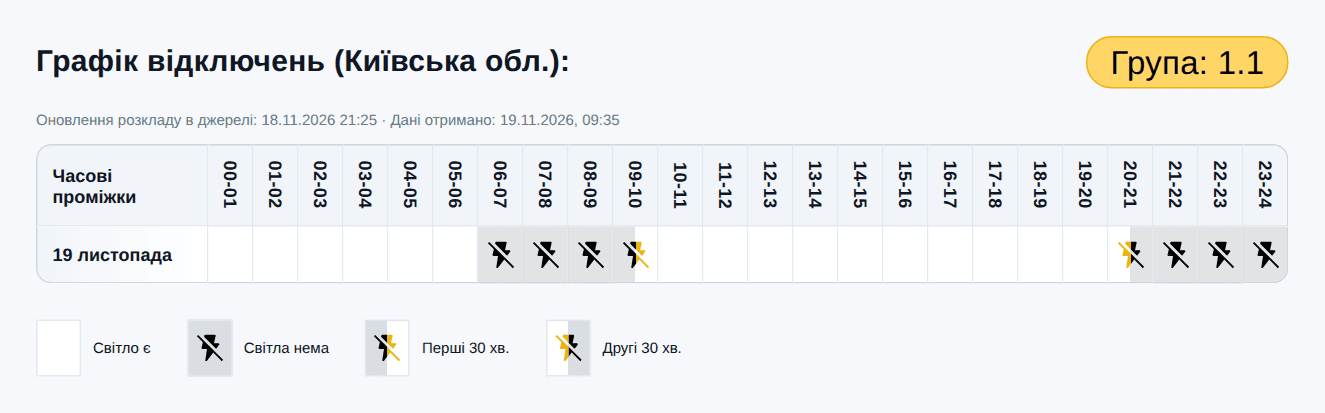 Графік відключень (Київська обл.):
Група: 1.1
Оновлення розкладу в джерелі: 18.11.2026 21:25 · Дані отримано: 19.11.2026, 09:35
Часові
проміжки
00-01
01-02
02-03
03-04
04-05
05-06
06-07
07-08
08-09
09-10
10-11
11-12
12-13
13-14
14-15
15-16
16-17
17-18
18-19
19-20
20-21
21-22
22-23
23-24
19 листопада
Світло є
Світла нема
Перші 30 хв.
Другі 30 хв.